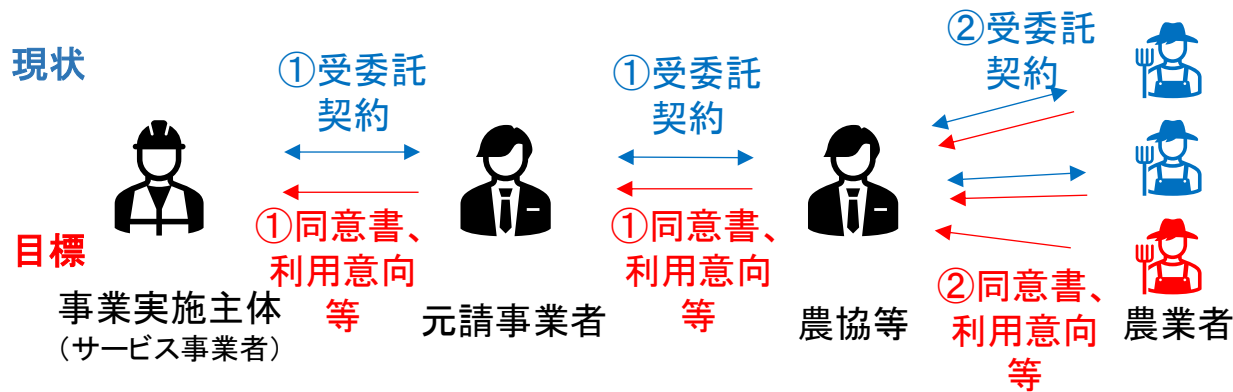 現状
①受委託
契約
①受委託
契約
②受委託
契約
目標
①同意書、
利用意向
等
①同意書、
利用意向
等
②同意書、
利用意向
等
事業実施主体
（サービス事業者）
元請事業者
農協等
農業者